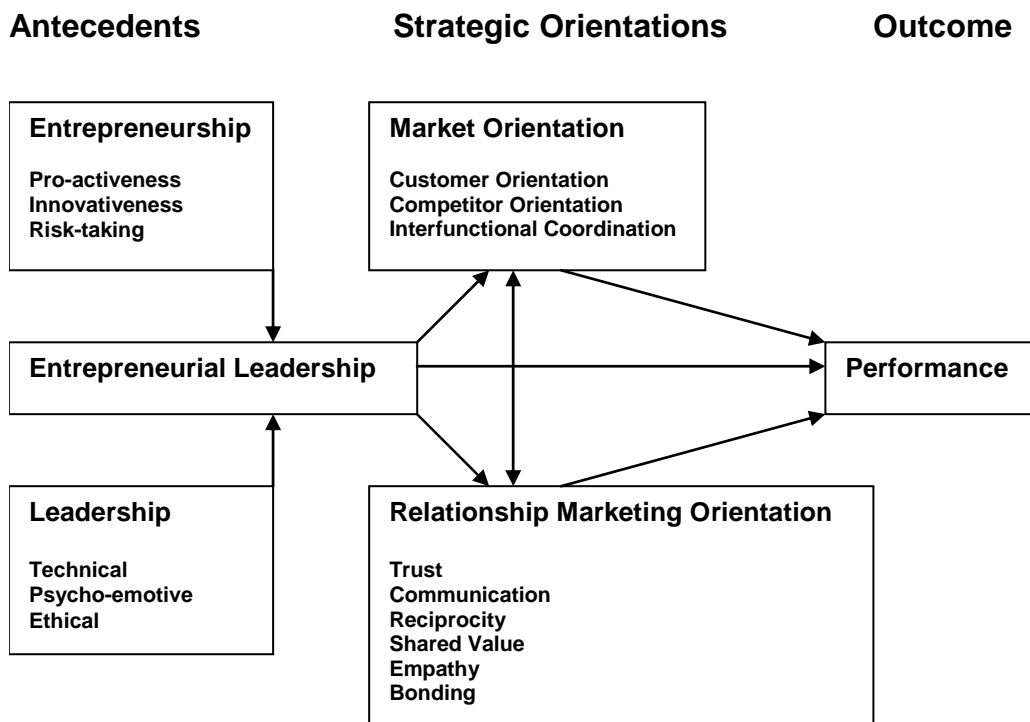 Antecedents
Strategic Orientations
Outcome
Entrepreneurship
Pro-activeness
Innovativeness
Risk-taking
Market Orientation
Customer Orientation
Competitor Orientation
Interfunctional Coordination
Entrepreneurial Leadership
Performance
Leadership
Technical
Psycho-emotive
Ethical
Relationship Marketing Orientation
Trust
Communication
Reciprocity
Shared Value
Empathy
Bonding